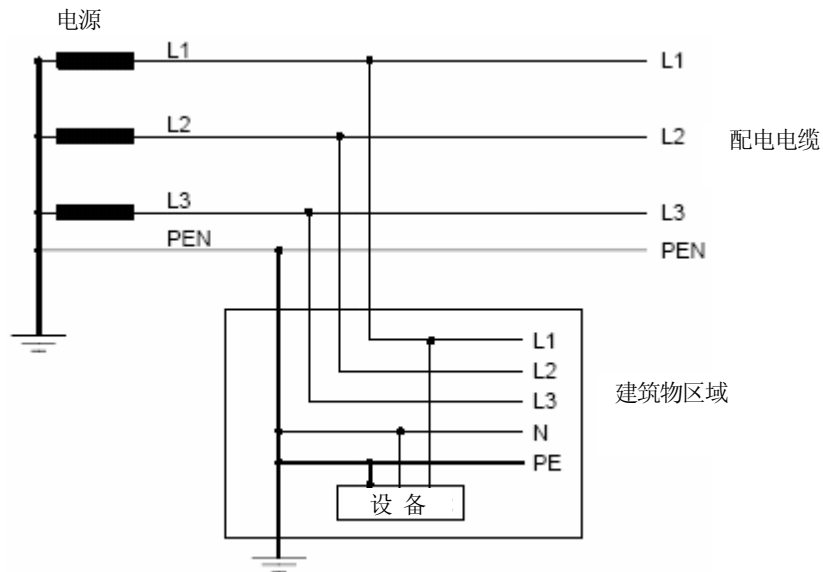 电源
L1 L1
L2 L2 配电电缆
L3 L3
PEN PEN
L1
L2
L3 建筑物区域
N
PE
设 备